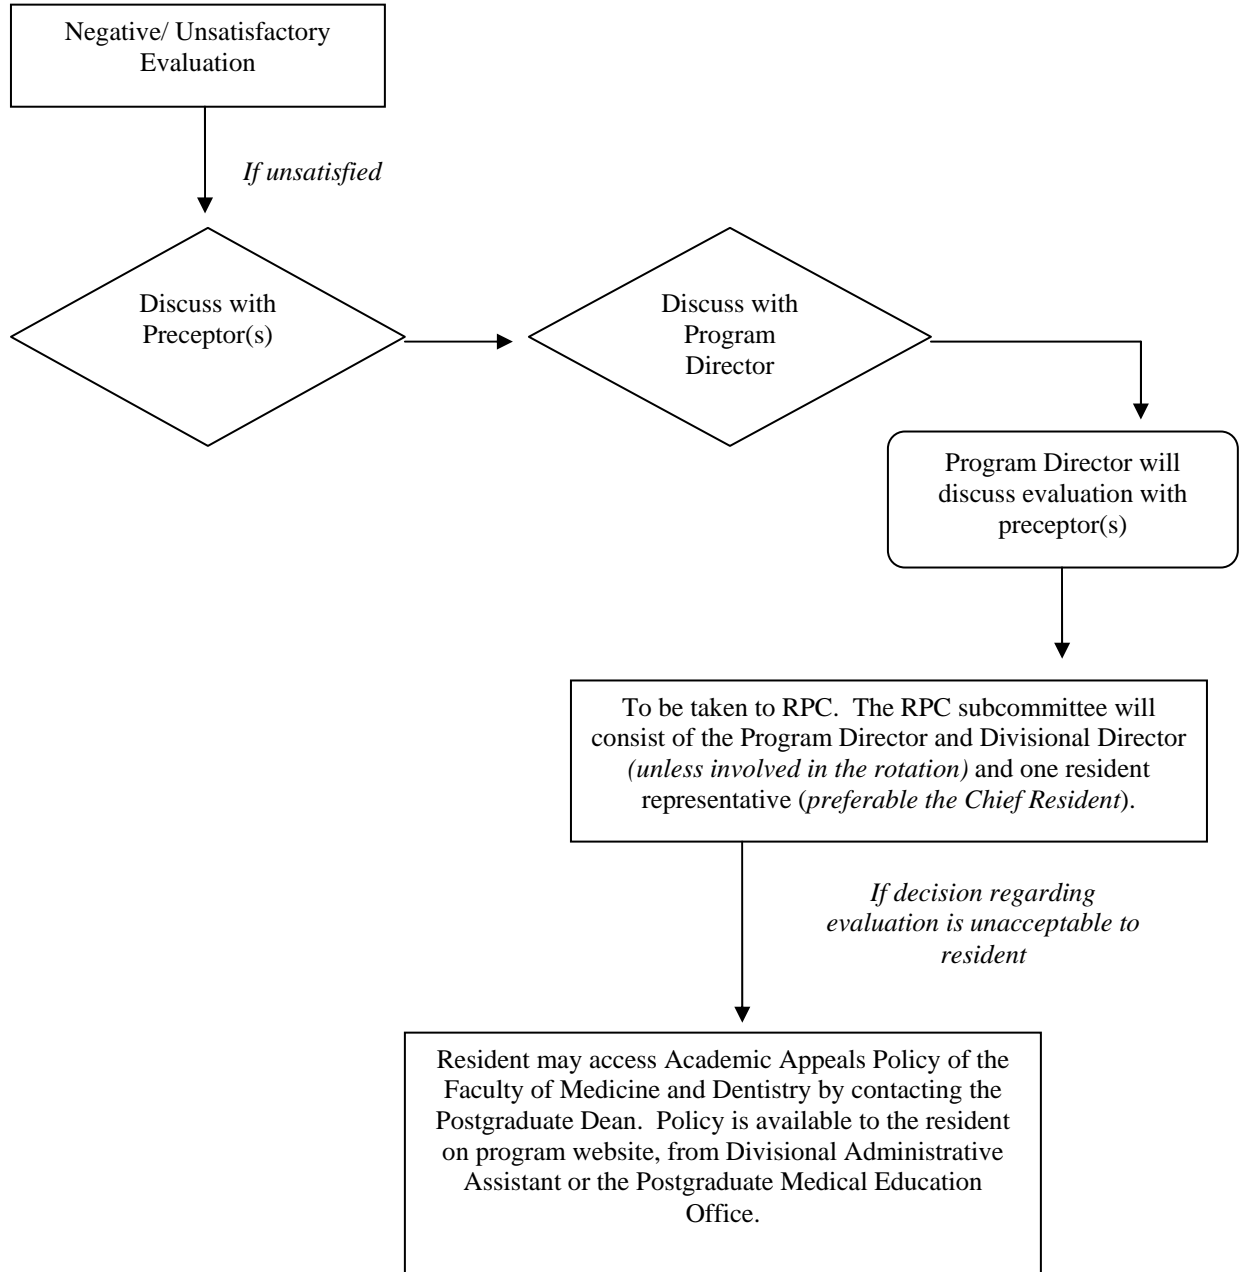 Negative/ Unsatisfactory
Evaluation
If unsatisfied
Discuss with
Preceptor(s)
Discuss with
Program
Director
Program Director will
discuss evaluation with
preceptor(s)
To be taken to RPC.  The RPC subcommittee will
consist of the Program Director and Divisional Director
(unless involved in the rotation) and one resident
representative (preferable the Chief Resident).
If decision regarding
evaluation is unacceptable to
resident
Resident may access Academic Appeals Policy of the
Faculty of Medicine and Dentistry by contacting the
Postgraduate Dean.  Policy is available to the resident
on program website, from Divisional Administrative
Assistant or the Postgraduate Medical Education
Office.